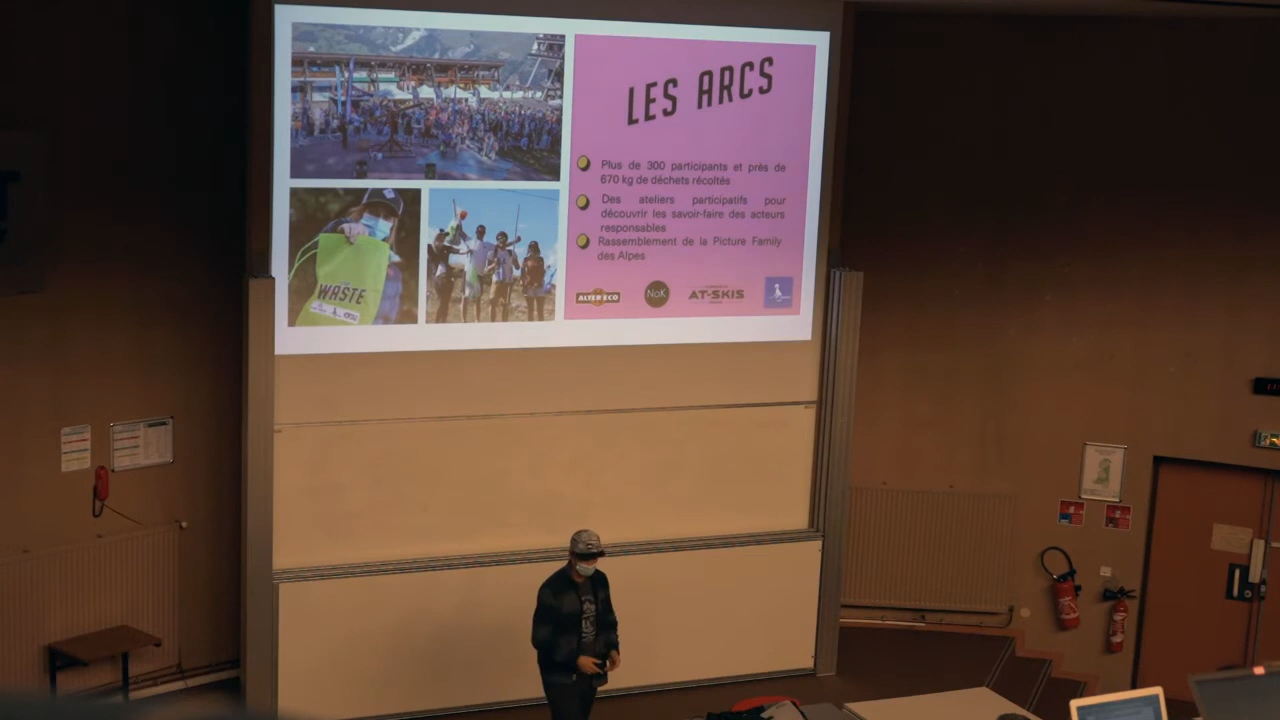 LES ARCS
Plus de 300 participants et près de
670 kg de déchets récoltés
Des ateliers participatifs pour
découvrir les savoir-faire des acteurs
responsables
Rassemblement de la Picture Family
des Alpes
WASTE
ALTER ECO
NOK
AT-SKIS